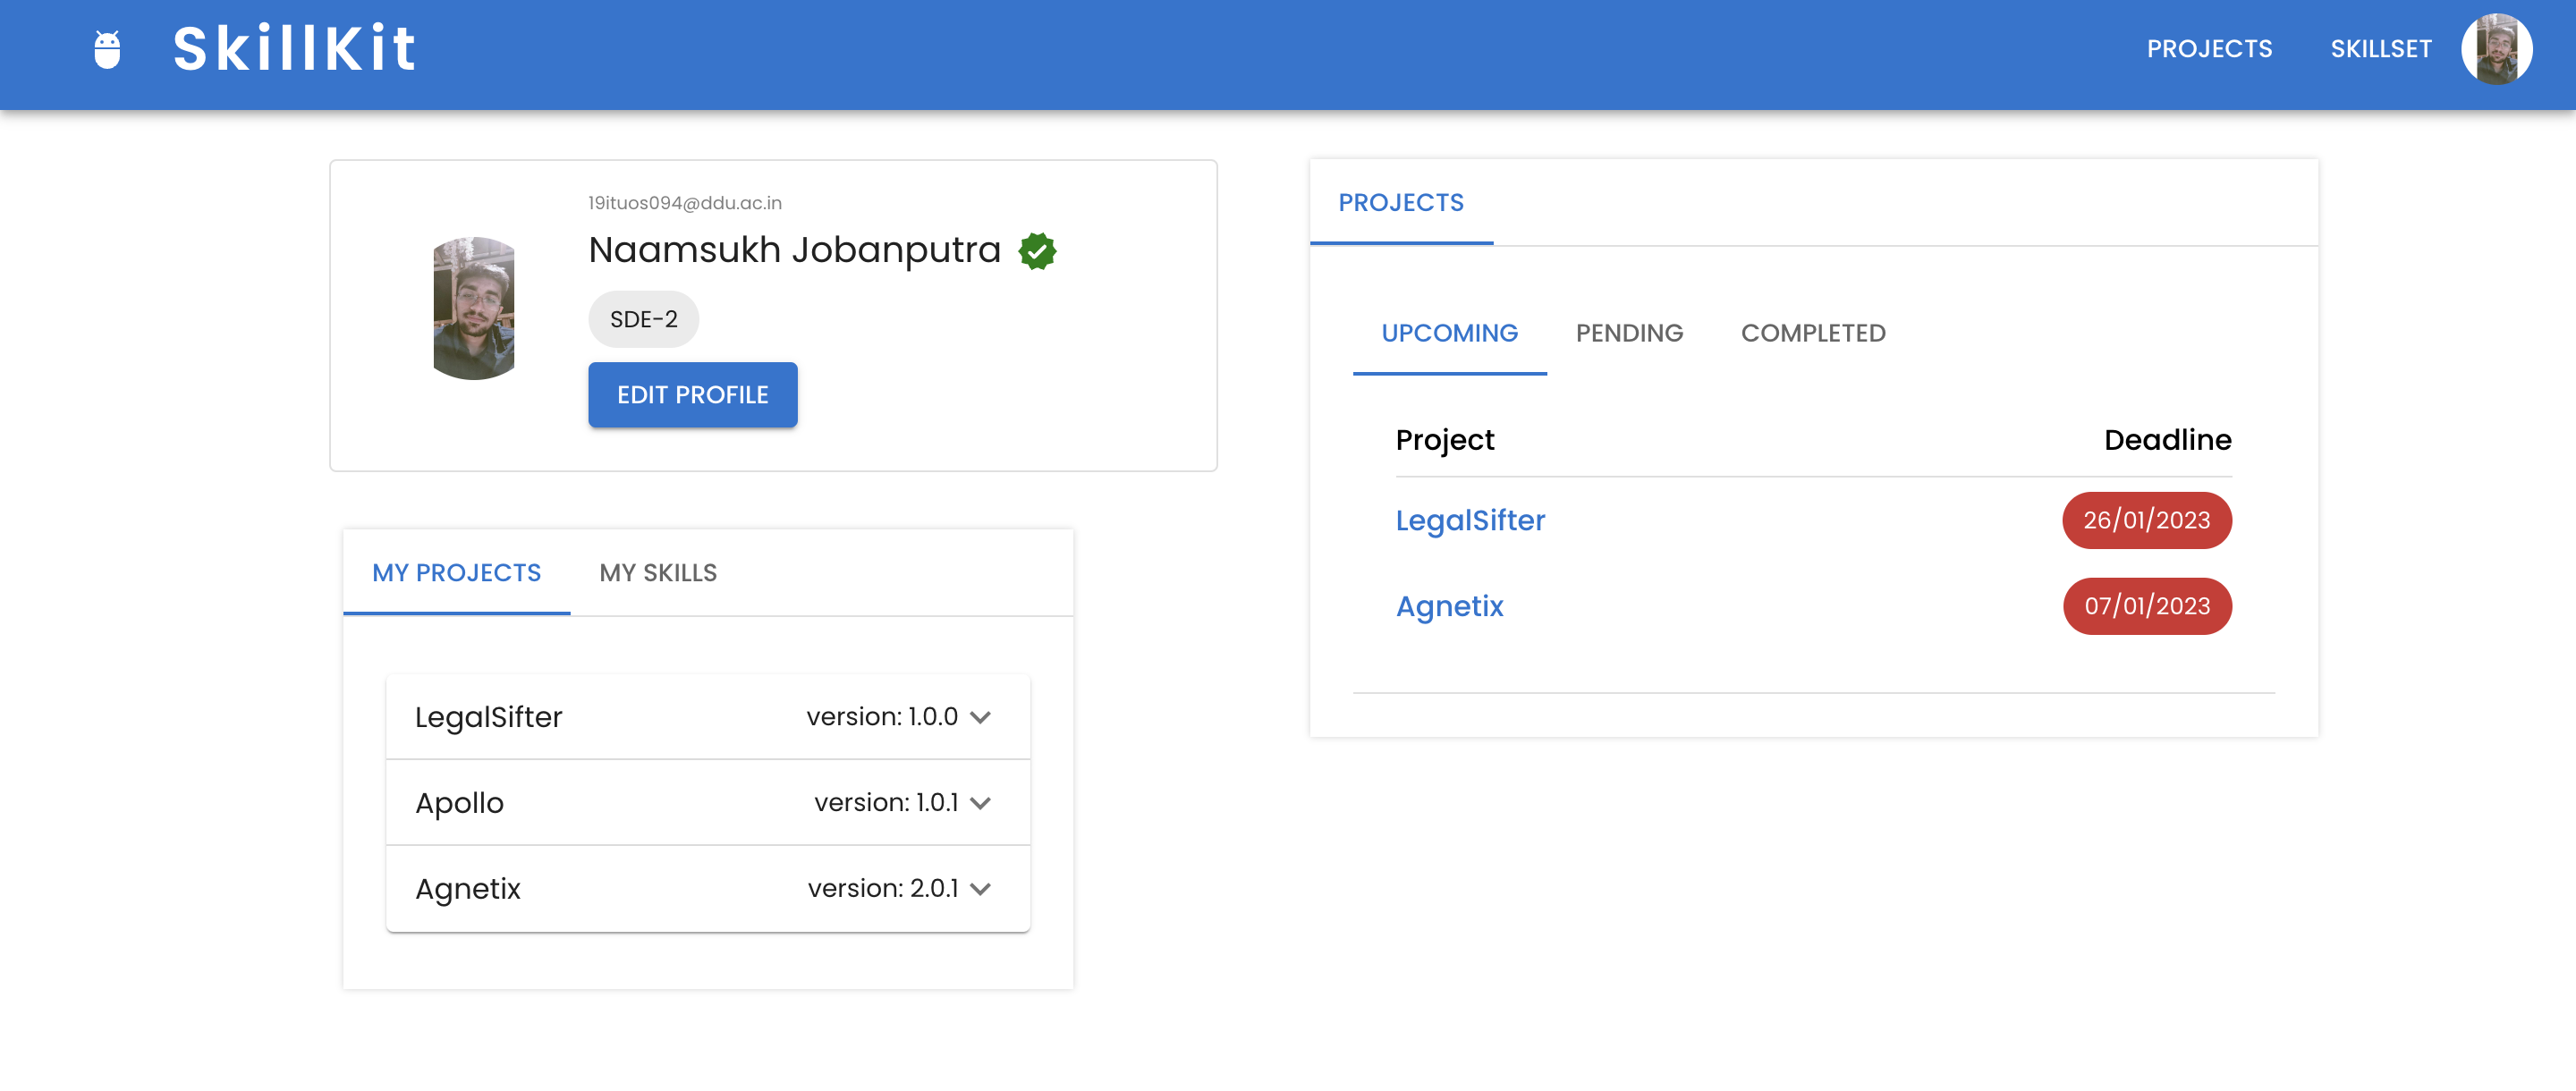 SkillKit
PROJECTS
SKILLSET
19ituos094@ddu.ac.in
Naamsukh Jobanputra
SDE-2
EDIT PROFILE
MY PROJECTS
MY SKILLS
LegalSifter version: 1.0.0
Apollo version: 1.0.1
Agnetix version: 2.0.1
PROJECTS
UPCOMING
PENDING
COMPLETED
Project Deadline
LegalSifter 26/01/2023
Agnetix 07/01/2023